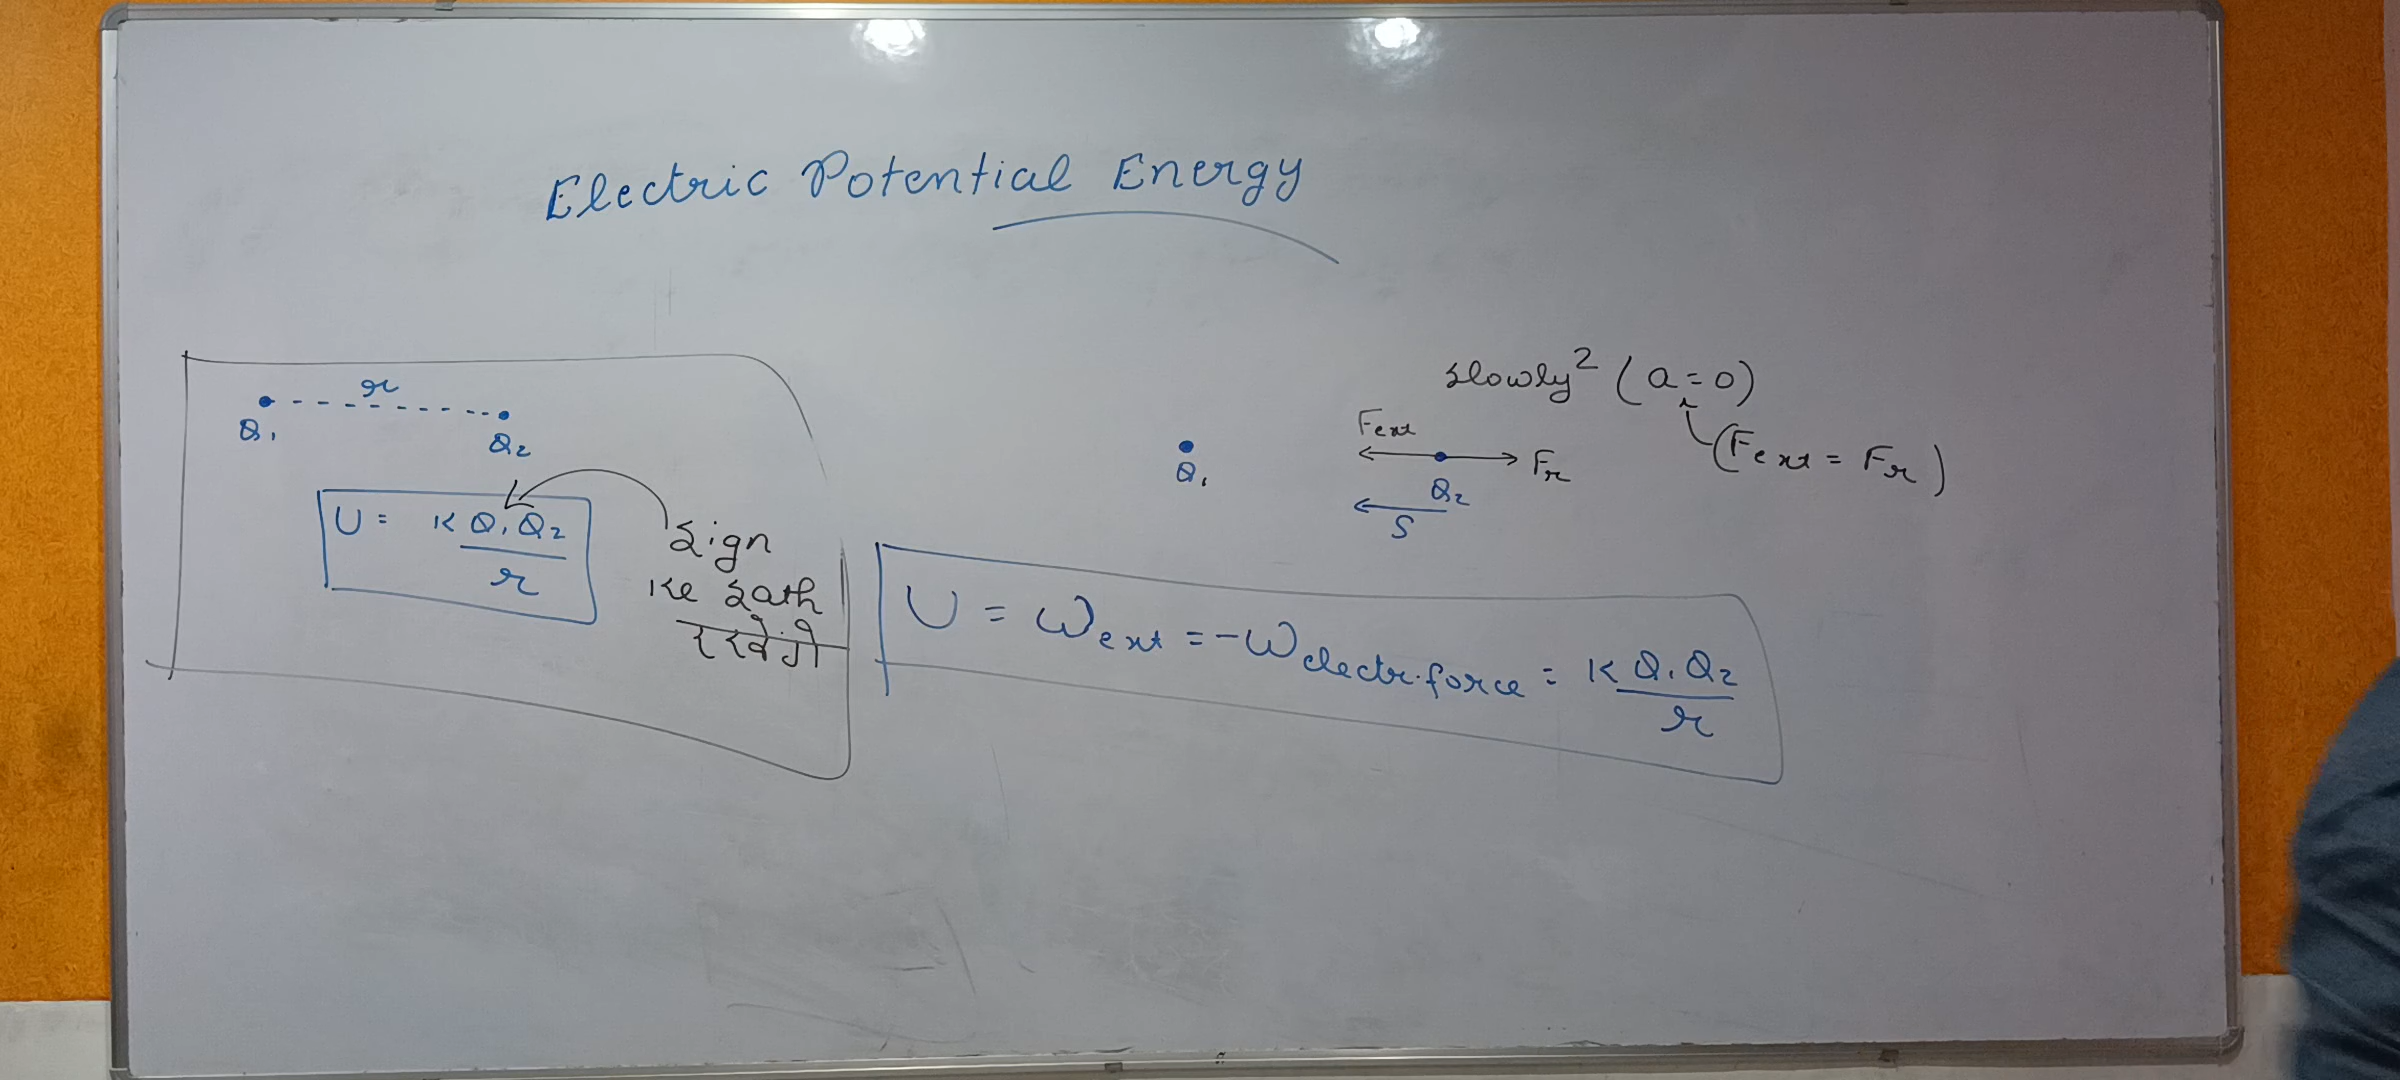 Electric Potential Energy
r
Q1 Q2
U = KQ1Q2/r
Sign
ke sath
रखेंगे
slowly² (a=0)
(Fext = Fr)
Fext Fr
Q1 Q2
S
U = Wext = -Welectr.force = KQ1Q2/r